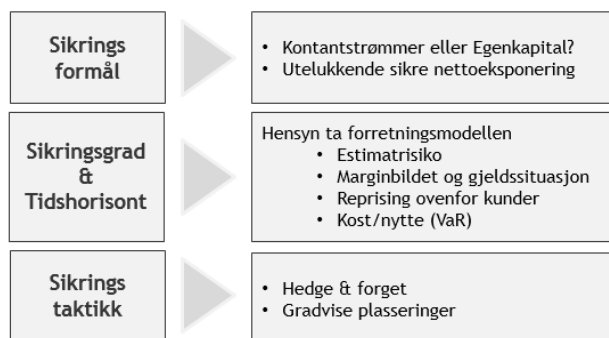 Sikrings
formål
• Kontantstrømmer eller Egenkapital?
• Utelukkende sikre nettoeksponering
Sikringsgrad
&
Tidshorisont
Hensyn ta forretningsmodellen
• Estimatrisiko
• Marginbildet og gjeldssituasjon
• Reprising ovenfor kunder
• Kost/nytte (VaR)
Sikrings
taktikk
• Hedge & forget
• Gradvise plasseringer